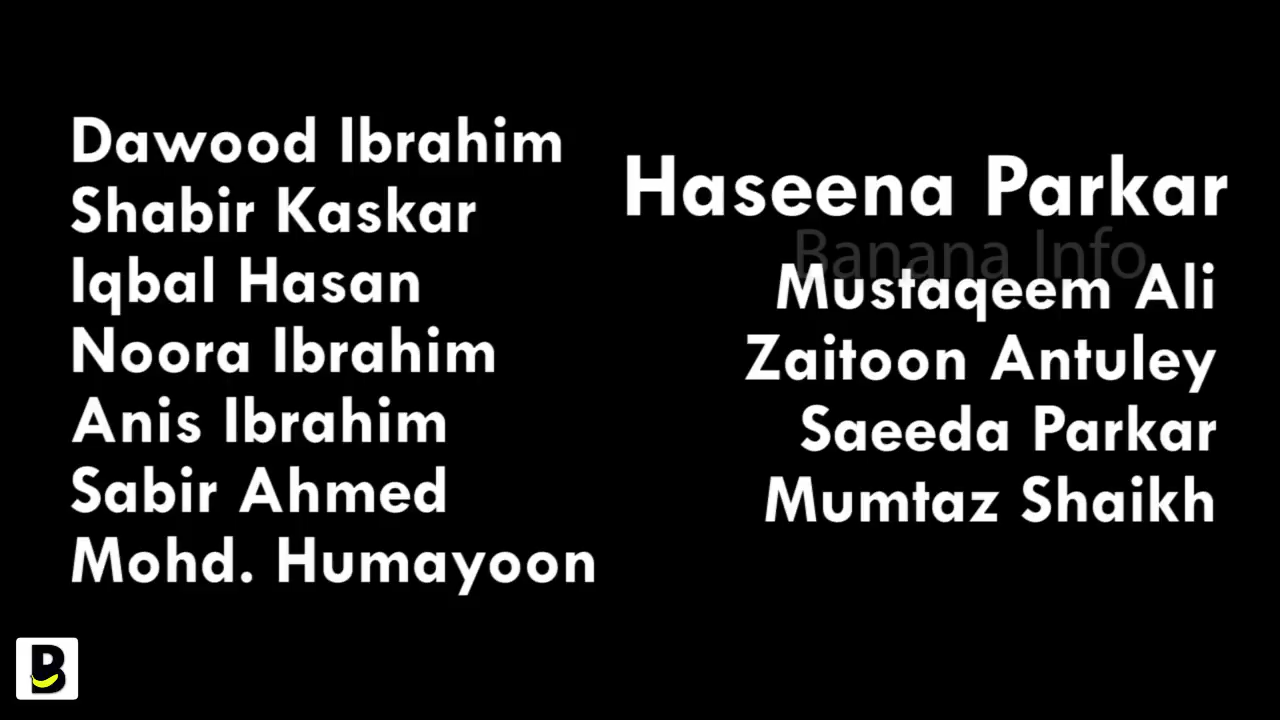 Dawood Ibrahim
Shabir Kaskar
Iqbal Hasan
Noora Ibrahim
Anis Ibrahim
Sabir Ahmed
Mohd. Humayoon
Haseena Parkar
Banana Info
Mustaqeem Ali
Zaitoon Antuley
Saeeda Parkar
Mumtaz Shaikh
B